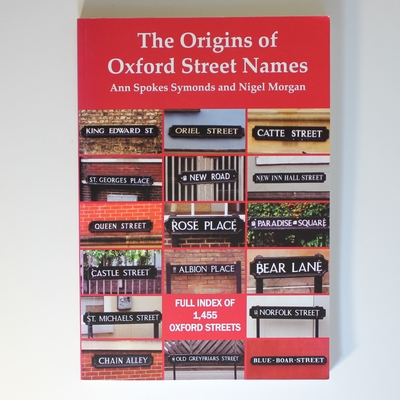 The Origins of
Oxford Street Names
Ann Spokes Symonds and Nigel Morgan
KING EDWARD ST
ORIEL STREET
CATTE STREET
ST. GEORGES PLACE
NEW ROAD
NEW INN HALL STREET
QUEEN STREET
ROSE PLACE
PARADISE SQUARE
CASTLE STREET
ALBION PLACE
BEAR LANE
ST. MICHAELS STREET
FULL INDEX OF
1,455
OXFORD STREETS
NORFOLK STREET
CHAIN ALLEY
OLD GREYFRIARS STREET
BLUE-BOAR-STREET